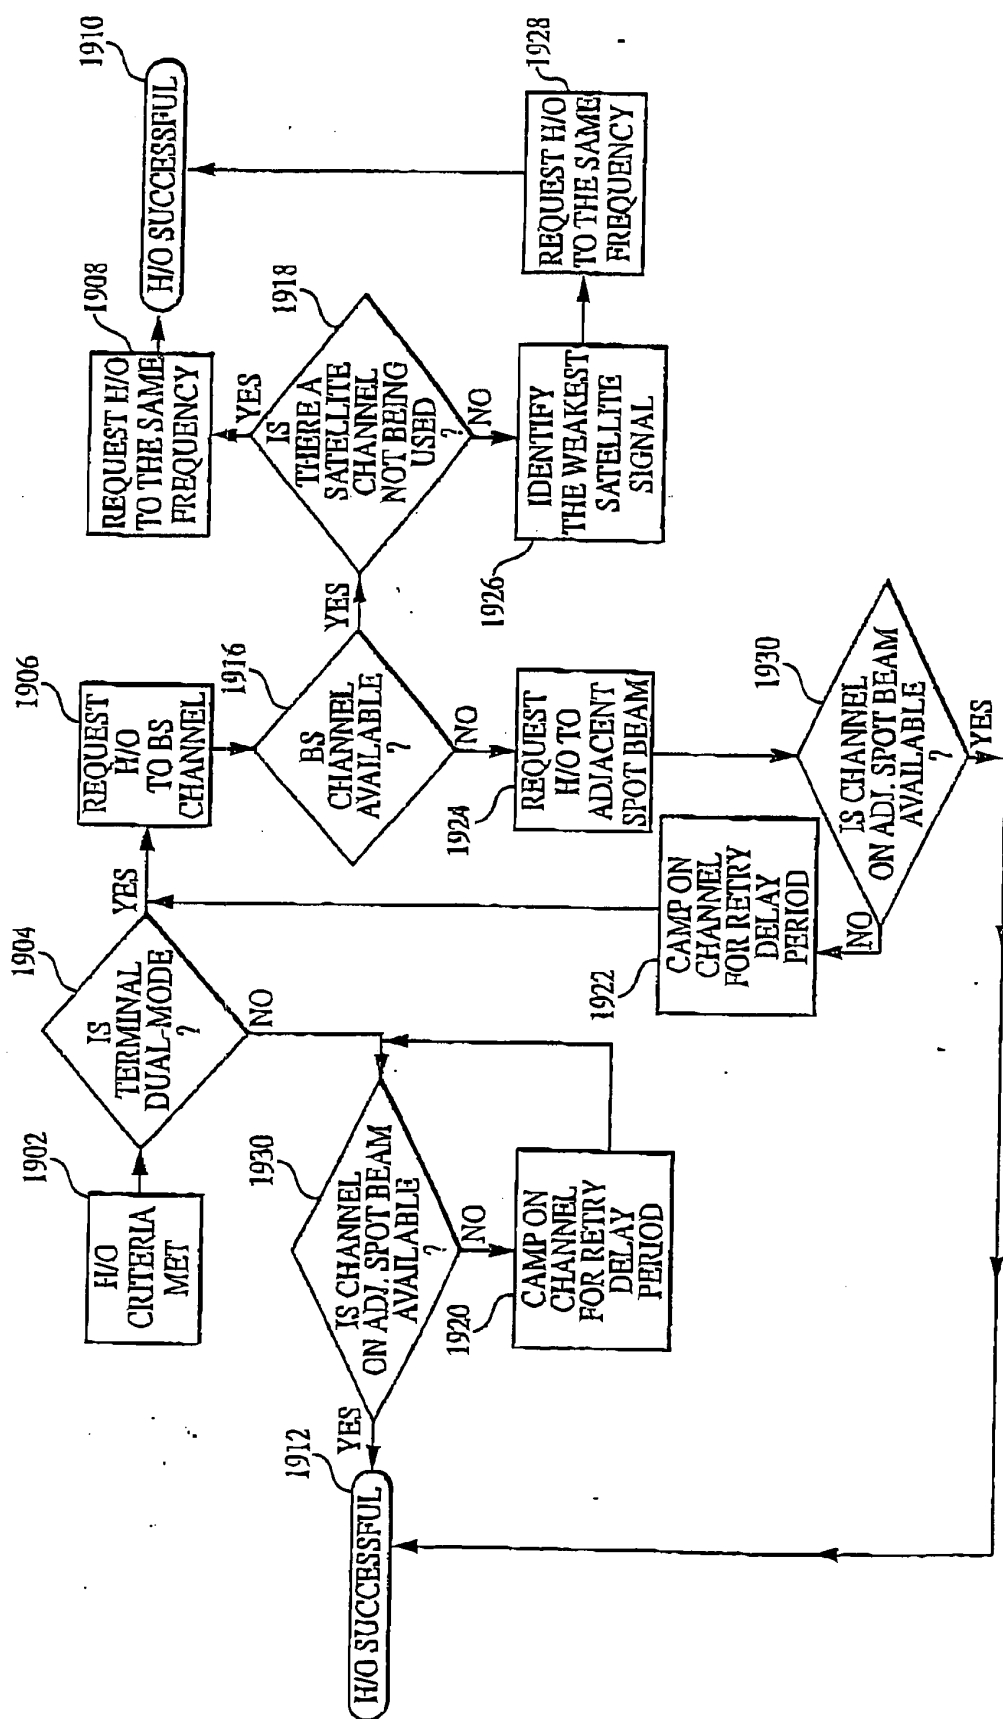 1902
H/O
CRITERIA
MET
1904
IS
TERMINAL
DUAL-MODE
?
YES
NO
1906
REQUEST
H/O
TO BS
CHANNEL
1916
BS
CHANNEL
AVAILABLE
?
YES
NO
1918
IS
THERE A
SATELLITE
CHANNEL
NOT BEING
USED
?
YES
NO
1908
REQUEST H/O
TO THE SAME
FREQUENCY
1910
H/O SUCCESSFUL
1926
IDENTIFY
THE WEAKEST
SATELLITE
SIGNAL
1928
REQUEST H/O
TO THE SAME
FREQUENCY
1924
REQUEST
H/O TO
ADJACENT
SPOT BEAM
1930
IS CHANNEL
ON ADJ. SPOT BEAM
AVAILABLE
?
YES
NO
1922
CAMP ON
CHANNEL
FOR RETRY
DELAY
PERIOD
1930
IS CHANNEL
ON ADJ. SPOT BEAM
AVAILABLE
?
YES
NO
1920
CAMP ON
CHANNEL
FOR RETRY
DELAY
PERIOD
1912
H/O SUCCESSFUL